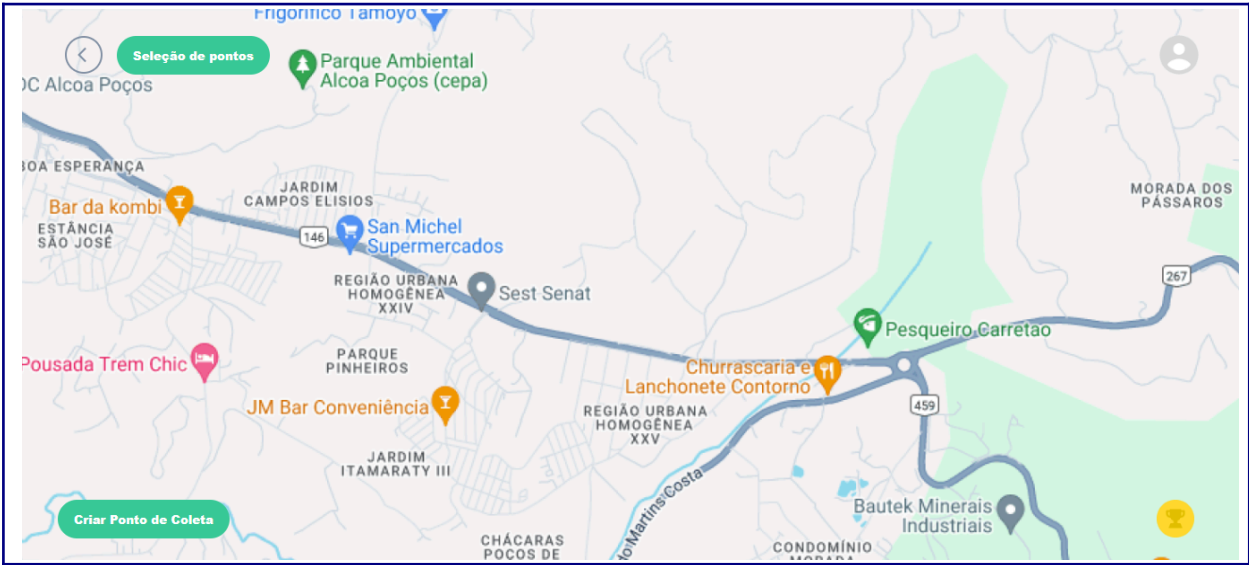 Frigorífico Tamoyo
Seleção de pontos
Parque Ambiental
Alcoa Poços (cepa)
Alcoa Poços
BOA ESPERANÇA
JARDIM
CAMPOS ELISIOS
MORADA DOS
PÁSSAROS
Bar da kombi
ESTÂNCIA
SÃO JOSÉ
146
San Michel
Supermercados
REGIÃO URBANA
HOMOGÊNEA
XXIV
Sest Senat
267
Pesqueiro Carretao
Pousada Trem Chic
PARQUE
PINHEIROS
Churrascaria e
Lanchonete Contorno
JM Bar Conveniência
REGIÃO URBANA
HOMOGÊNEA
XXV
459
JARDIM
ITAMARATY III
do Martins Costa
Bautek Minerais
Industriais
Criar Ponto de Coleta
CHÁCARAS
POÇOS DE
CONDOMÍNIO
MORADA